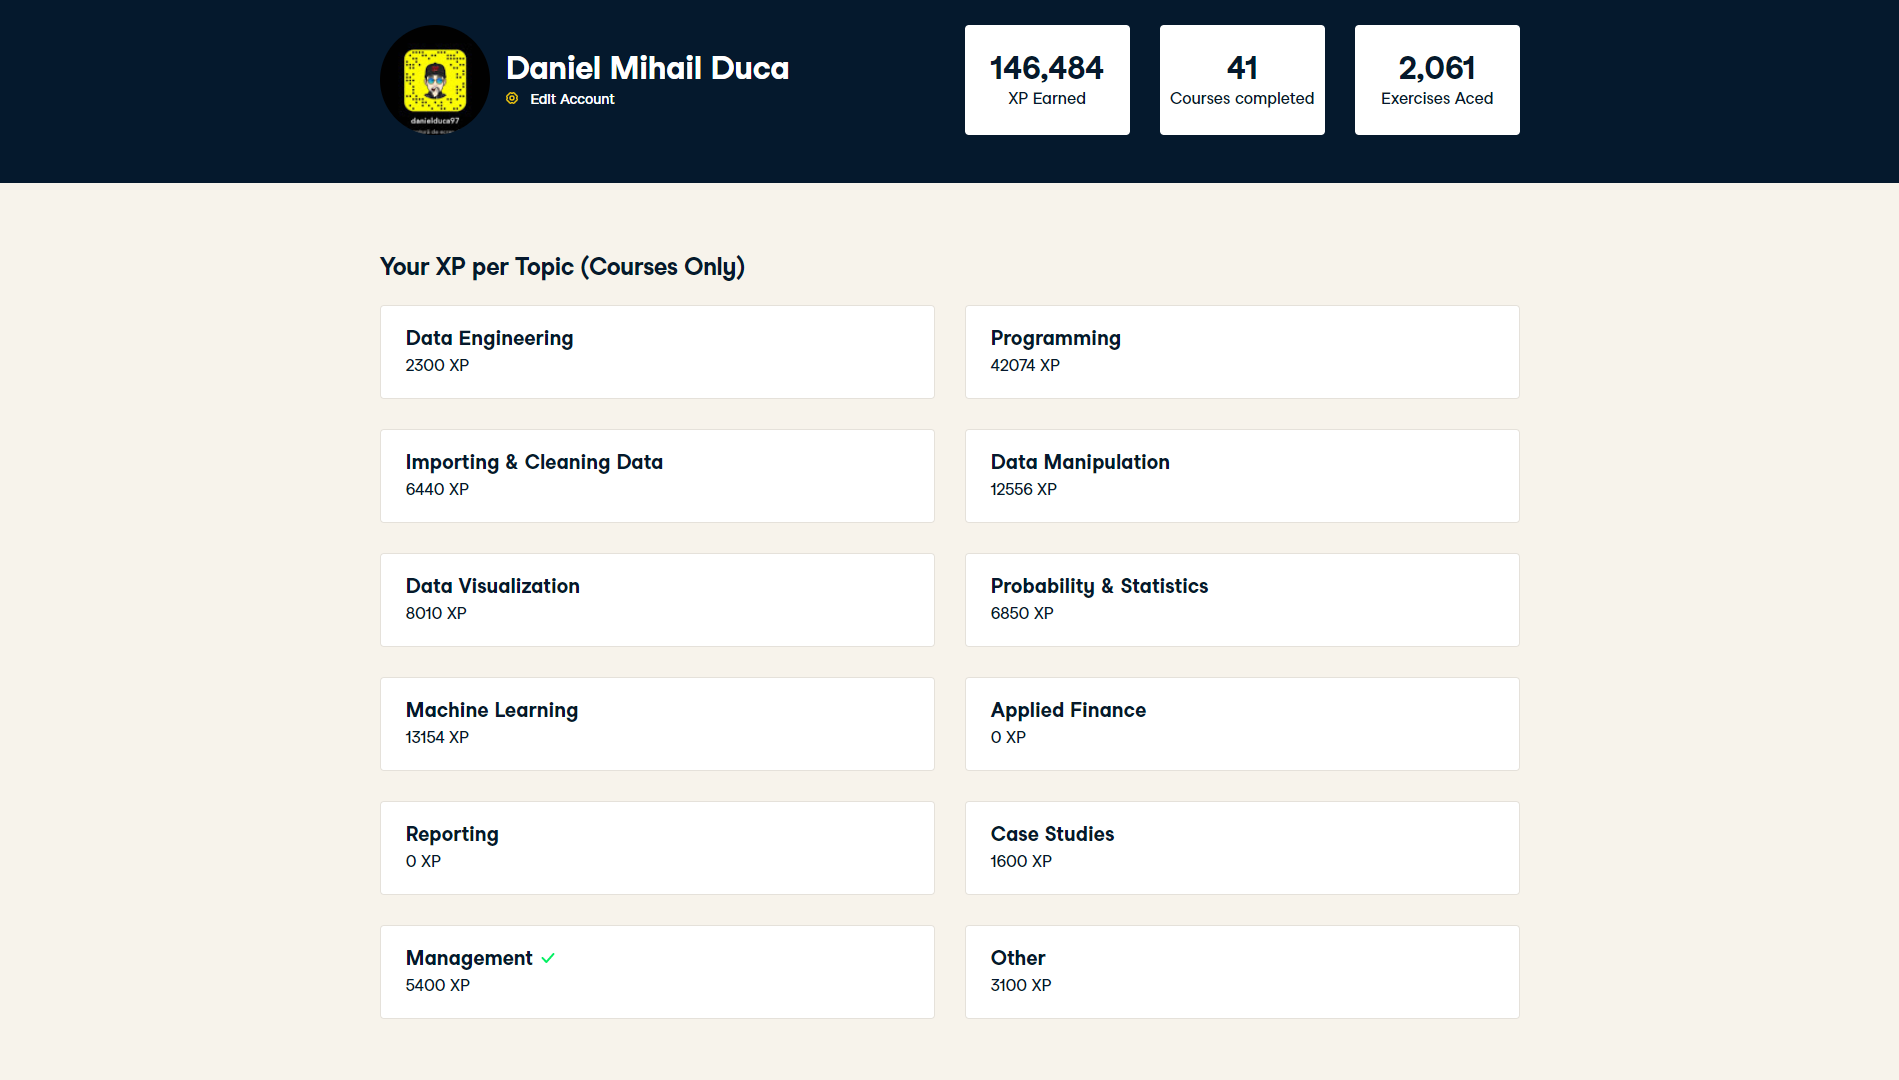 Daniel Mihail Duca
Edit Account
danielduca97
146,484
XP Earned
41
Courses completed
2,061
Exercises Aced
Your XP per Topic (Courses Only)
Data Engineering
2300 XP
Programming
42074 XP
Importing & Cleaning Data
6440 XP
Data Manipulation
12556 XP
Data Visualization
8010 XP
Probability & Statistics
6850 XP
Machine Learning
13154 XP
Applied Finance
0 XP
Reporting
0 XP
Case Studies
1600 XP
Management
5400 XP
Other
3100 XP